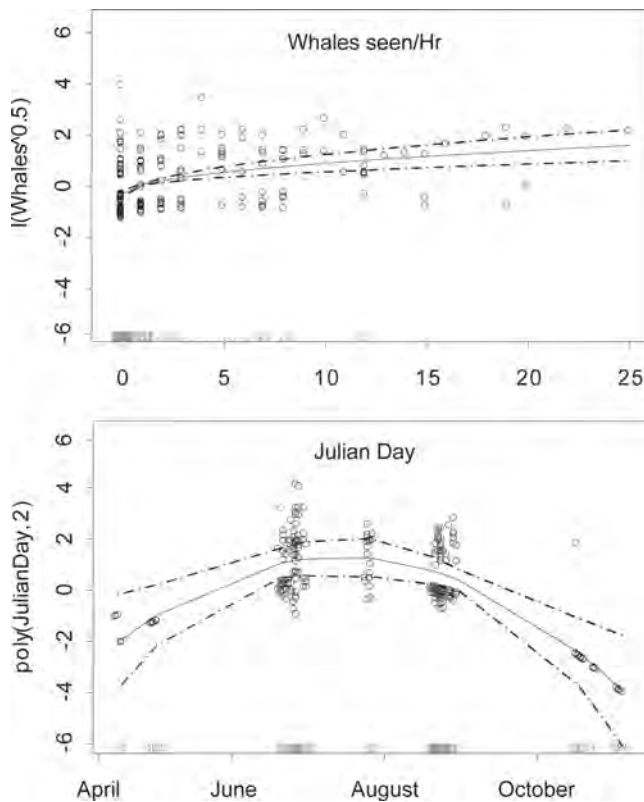 Whales seen/Hr
I(Whales^0.5)
6
4
2
0
-2
-4
-6
0 5 10 15 20 25
Julian Day
poly(JulianDay, 2)
6
4
2
0
-2
-4
-6
April June August October